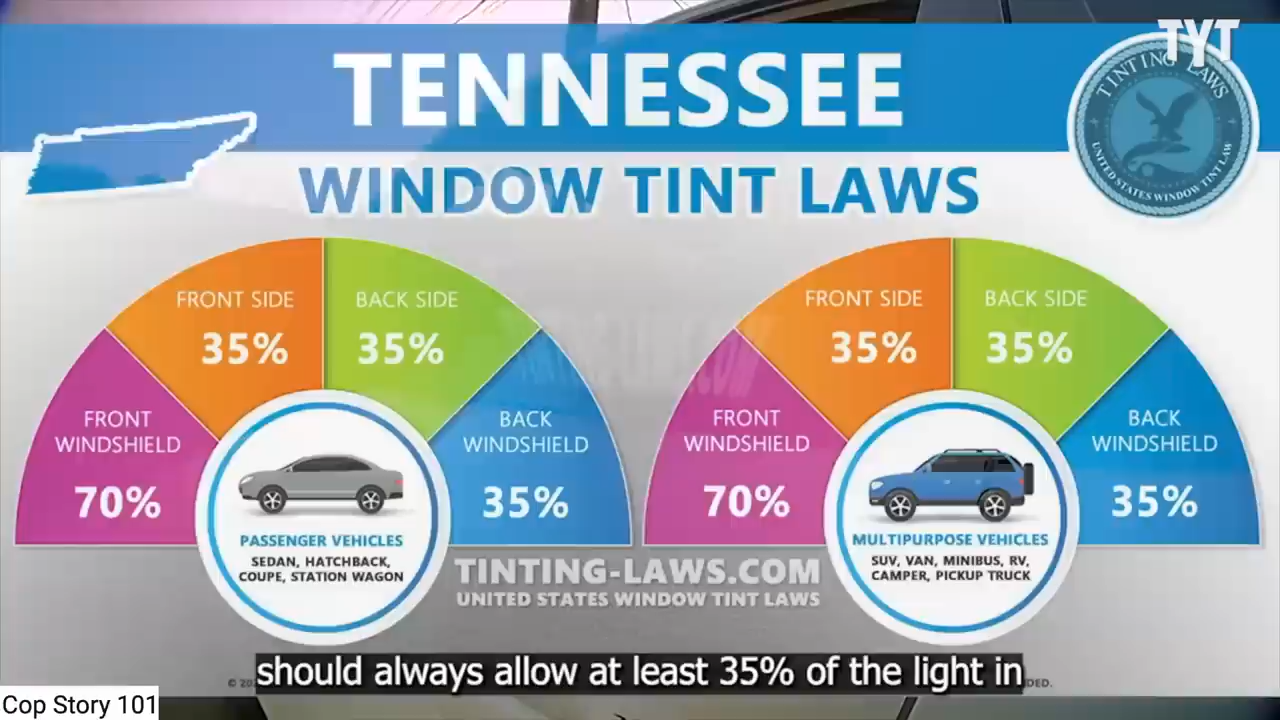 TYT
TENNESSEE
WINDOW TINT LAWS
TINTING LAWS
UNITED STATES WINDOW TINT LAW
FRONT SIDE
35%
BACK SIDE
35%
FRONT
WINDSHIELD
70%
BACK
WINDSHIELD
35%
PASSENGER VEHICLES
SEDAN, HATCHBACK,
COUPE, STATION WAGON
FRONT SIDE
35%
BACK SIDE
35%
FRONT
WINDSHIELD
70%
BACK
WINDSHIELD
35%
MULTIPURPOSE VEHICLES
SUV, VAN, MINIBUS, RV,
CAMPER, PICKUP TRUCK
TINTING-LAWS.COM
UNITED STATES WINDOW TINT LAWS
should always allow at least 35% of the light in
Cop Story 101